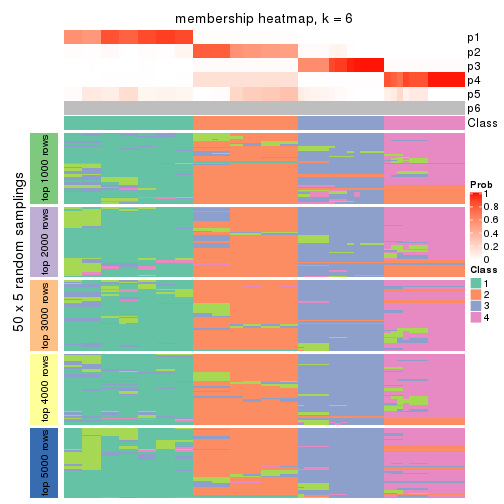 membership heatmap, k = 6
p1
p2
p3
p4
p5
p6
Class
50 x 5 random samplings
top 1000 rows
top 2000 rows
top 3000 rows
top 4000 rows
top 5000 rows
Prob
1
0.8
0.6
0.4
0.2
0
Class
1
2
3
4